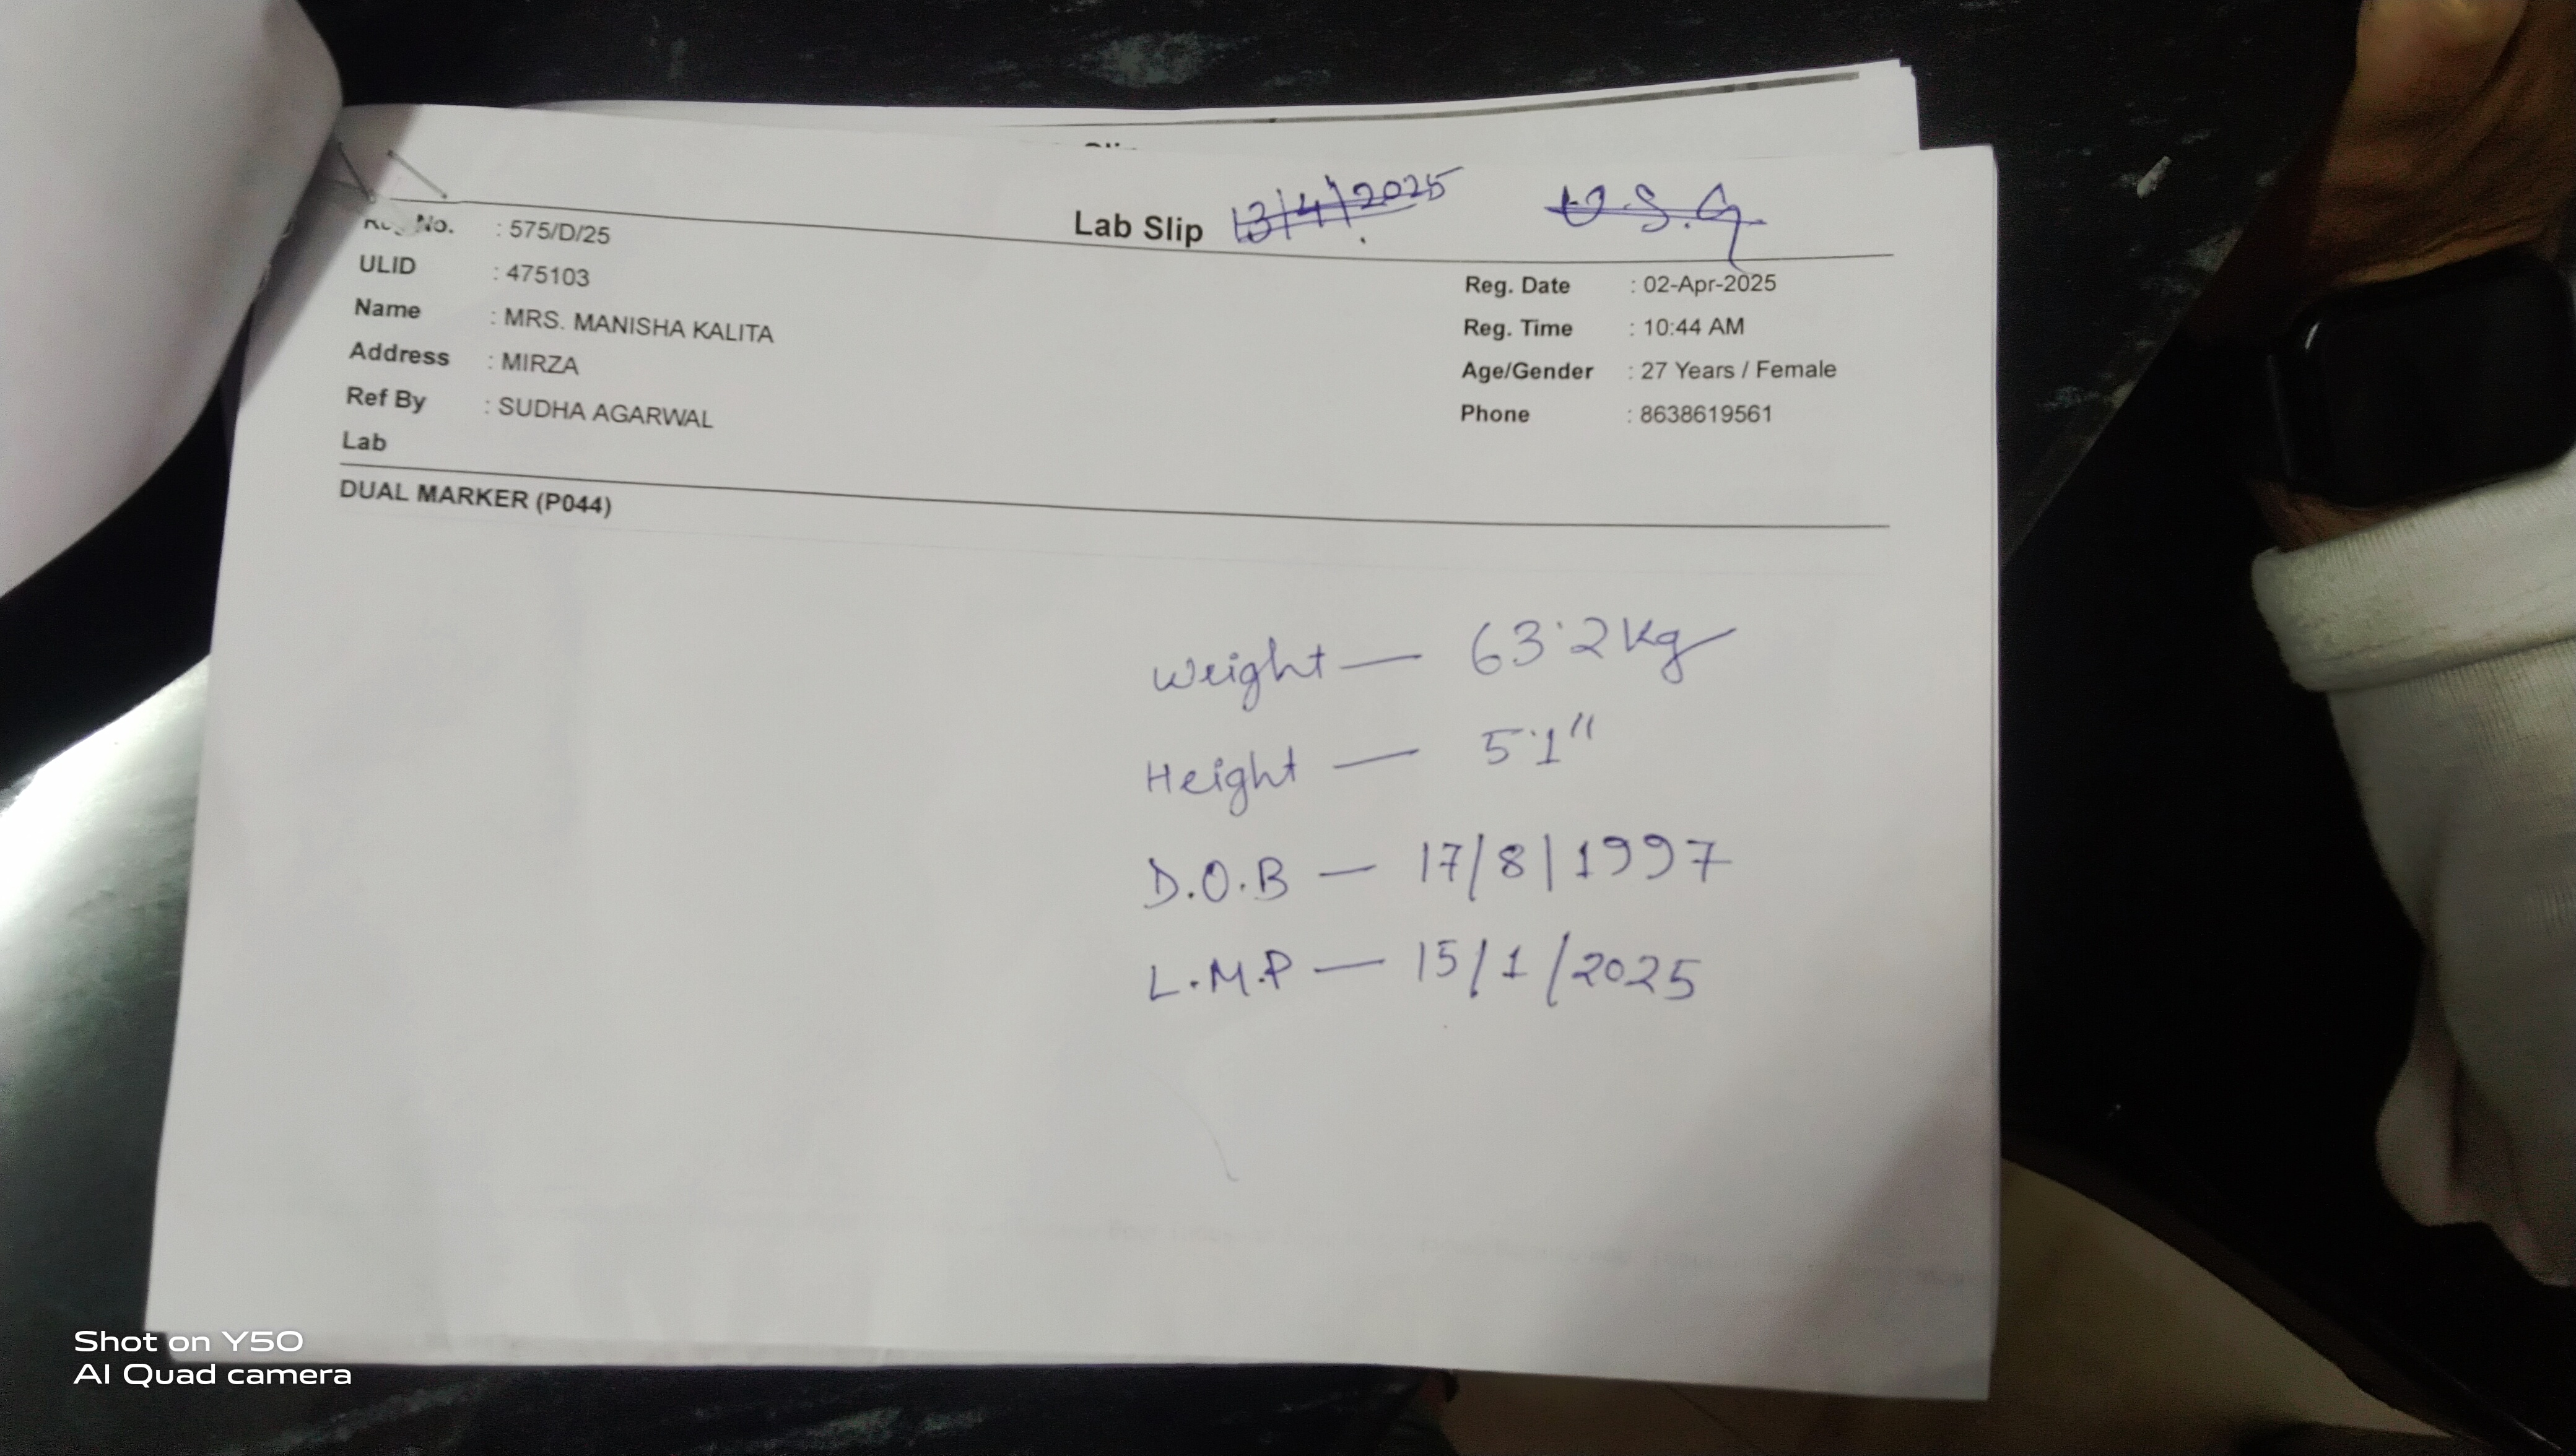 Lab Slip 13/4/2025 U.S.G
Reg No. : 575/D/25
ULID : 475103
Name : MRS. MANISHA KALITA
Address : MIRZA
Ref By : SUDHA AGARWAL
Lab
Reg. Date : 02-Apr-2025
Reg. Time : 10:44 AM
Age/Gender : 27 Years / Female
Phone : 8638619561
DUAL MARKER (P044)
Weight — 63.2 kg
Height — 5'1"
D.O.B — 17/8/1997
L.M.P — 15/1/2025
Shot on Y50
AI Quad camera